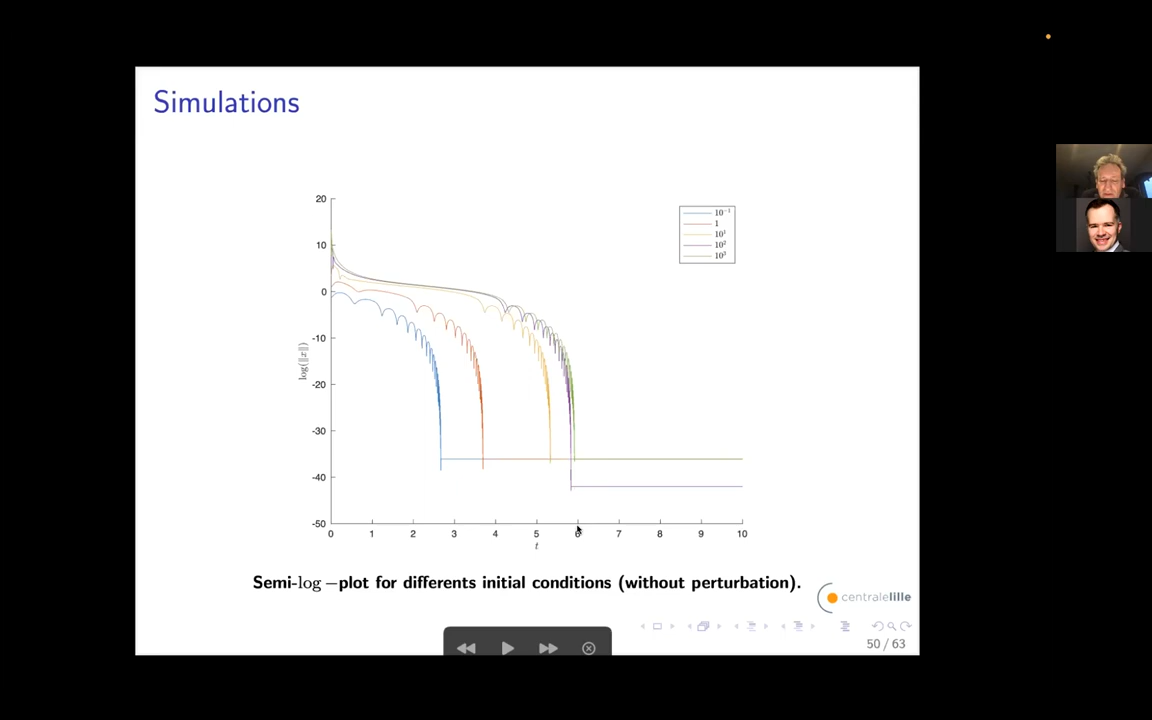 Simulations
20
10
0
-10
-20
-30
-40
-50
log(‖x‖)
0 1 2 3 4 5 6 7 8 9 10
t
10⁻¹
1
10¹
10²
10³
Semi-log −plot for differents initial conditions (without perturbation).
centralelille
50 / 63